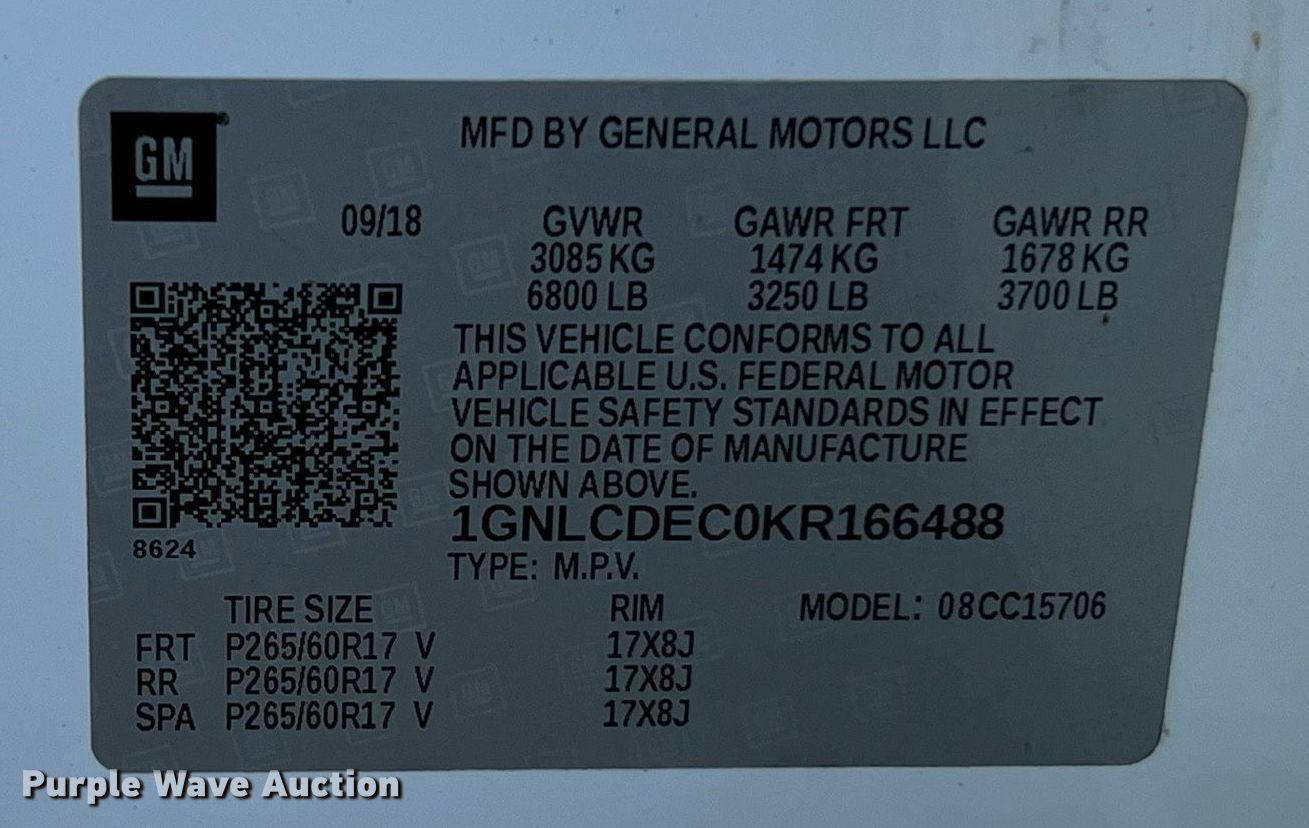 GM
MFD BY GENERAL MOTORS LLC
09/18 GVWR GAWR FRT GAWR RR
3085 KG 1474 KG 1678 KG
6800 LB 3250 LB 3700 LB
THIS VEHICLE CONFORMS TO ALL
APPLICABLE U.S. FEDERAL MOTOR
VEHICLE SAFETY STANDARDS IN EFFECT
ON THE DATE OF MANUFACTURE
SHOWN ABOVE.
1GNLCDEC0KR166488
8624
TYPE: M.P.V.
TIRE SIZE RIM MODEL: 08CC15706
FRT P265/60R17 V 17X8J
RR P265/60R17 V 17X8J
SPA P265/60R17 V 17X8J
Purple Wave Auction